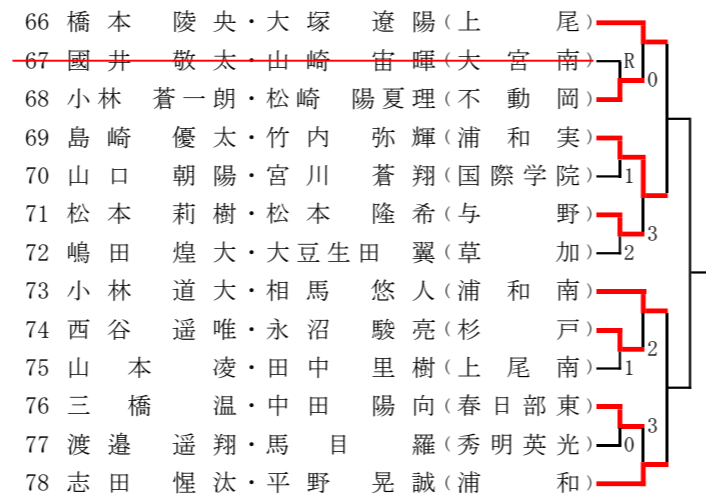 66 橋本 陵央・大塚 遼陽(上尾)
67 國井 敬太・山崎 宙暉(大宮南) R
0
68 小林 蒼一朗・松崎 陽夏理(不動岡)
69 島崎 優太・竹内 弥輝(浦和実)
70 山口 朝陽・宮川 蒼翔(国際学院) 1
71 松本 莉樹・松本 隆希(与野)
3
72 嶋田 煌大・大豆生田 翼(草加) 2
73 小林 道大・相馬 悠人(浦和南)
74 西谷 遥唯・永沼 駿亮(杉戸)
2
75 山本 凌・田中 里樹(上尾南) 1
76 三橋 温・中田 陽向(春日部東)
3
77 渡邉 遥翔・馬目 羅(秀明英光) 0
78 志田 惺汰・平野 晃誠(浦和)